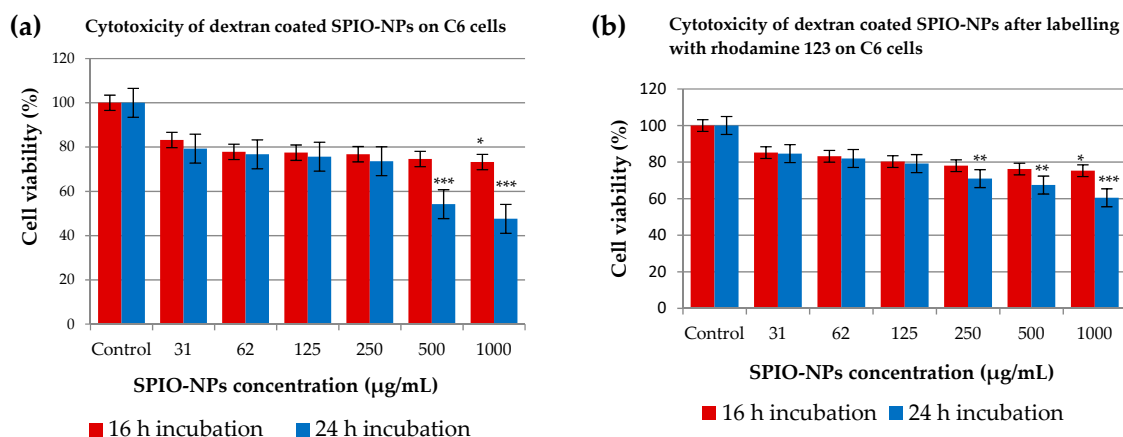 (a)
Cytotoxicity of dextran coated SPIO-NPs on C6 cells
120
100
80
60
40
20
0
Cell viability (%)
*
***
***
Control 31 62 125 250 500 1000
SPIO-NPs concentration (µg/mL)
16 h incubation 24 h incubation
(b)
Cytotoxicity of dextran coated SPIO-NPs after labelling
with rhodamine 123 on C6 cells
120
100
80
60
40
20
0
Cell viability (%)
**
**
*
***
Control 31 62 125 250 500 1000
SPIO-NPs concentration (µg/mL)
16 h incubation 24 h incubation